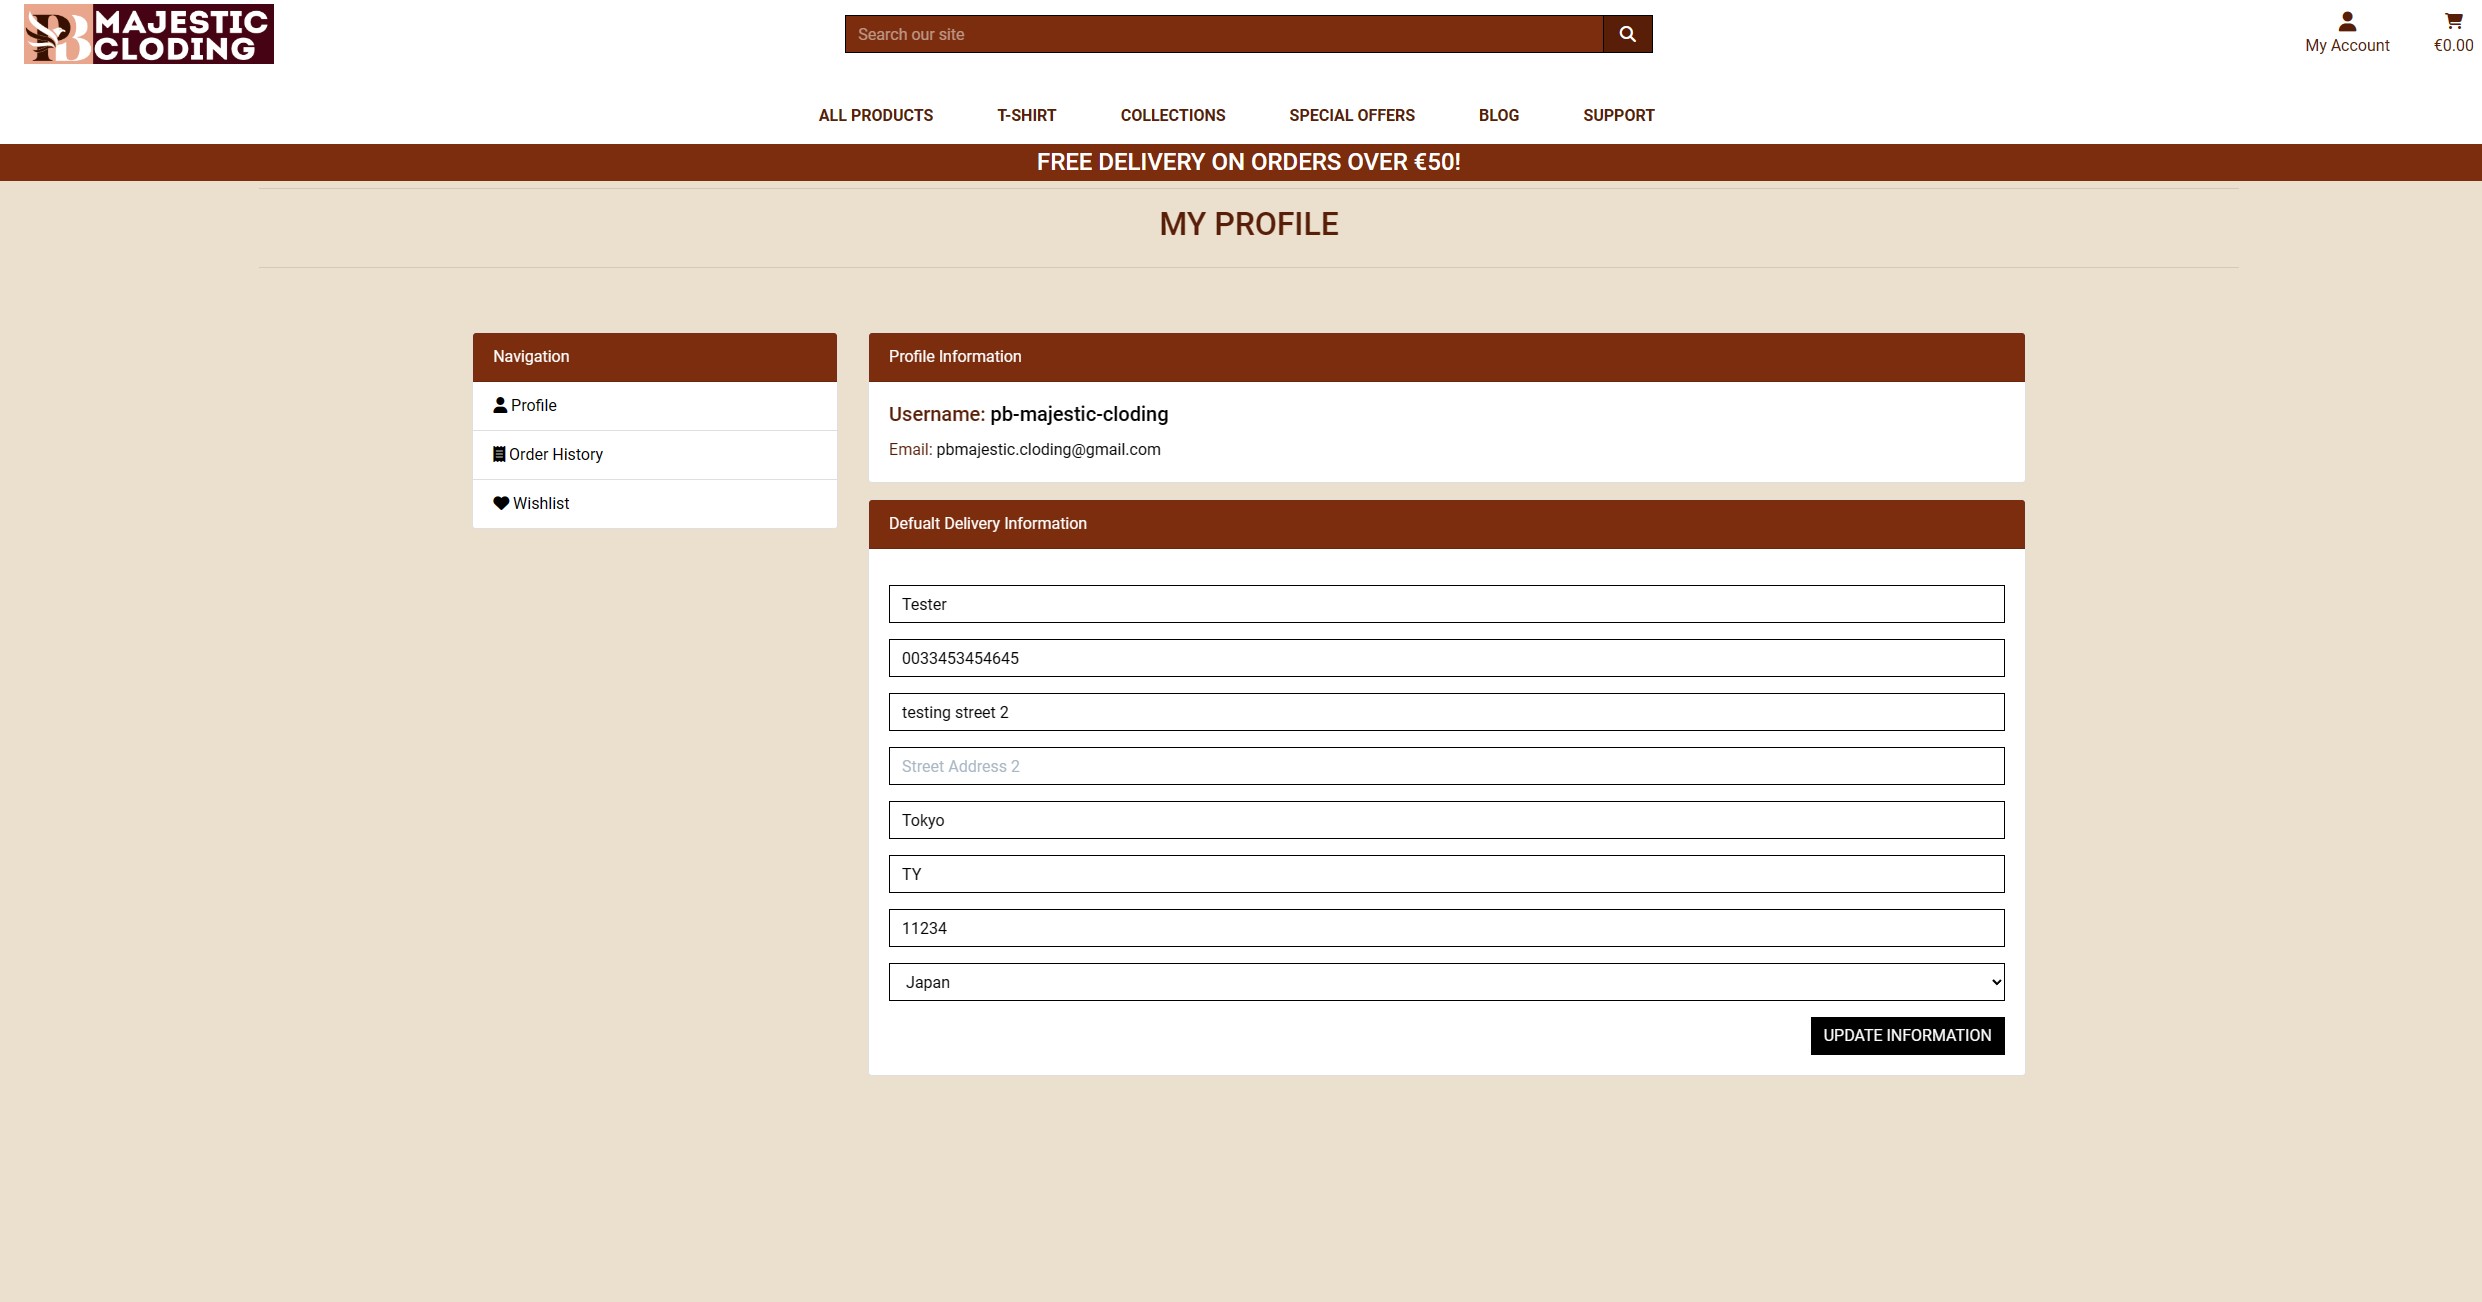 PB MAJESTIC
CLODING
Search our site
My Account
€0.00
ALL PRODUCTS T-SHIRT COLLECTIONS SPECIAL OFFERS BLOG SUPPORT
FREE DELIVERY ON ORDERS OVER €50!
MY PROFILE
Navigation
Profile
Order History
Wishlist
Profile Information
Username: pb-majestic-cloding
Email: pbmajestic.cloding@gmail.com
Defualt Delivery Information
Tester
0033453454645
testing street 2
Street Address 2
Tokyo
TY
11234
Japan
UPDATE INFORMATION